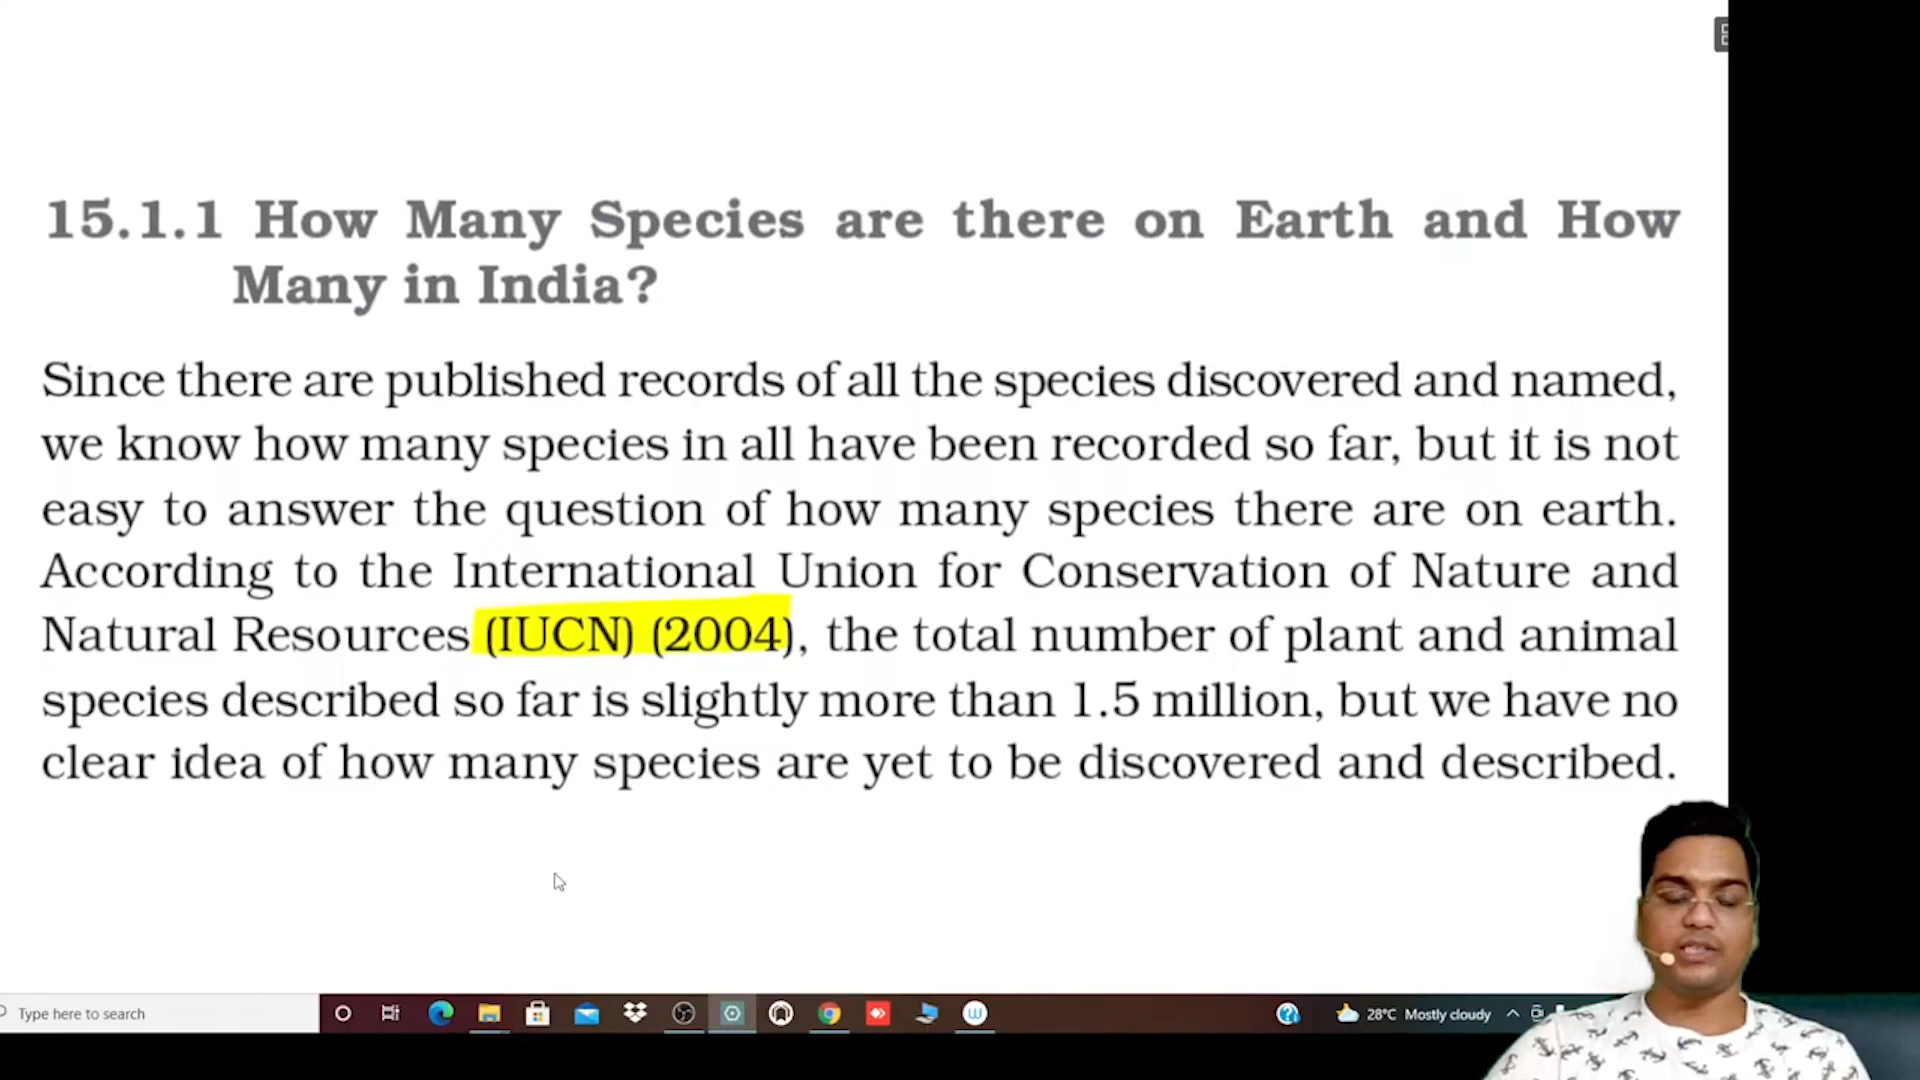 15.1.1 How Many Species are there on Earth and How
Many in India?
Since there are published records of all the species discovered and named,
we know how many species in all have been recorded so far, but it is not
easy to answer the question of how many species there are on earth.
According to the International Union for Conservation of Nature and
Natural Resources (IUCN) (2004), the total number of plant and animal
species described so far is slightly more than 1.5 million, but we have no
clear idea of how many species are yet to be discovered and described.
Type here to search
28°C Mostly cloudy